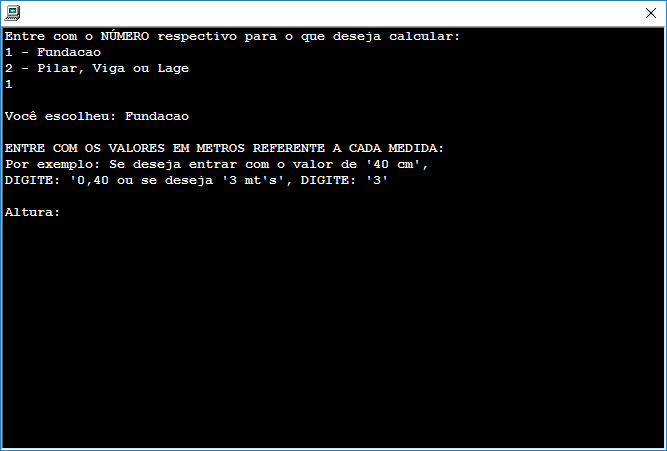 Entre com o NÚMERO respectivo para o que deseja calcular:
1 - Fundacao
2 - Pilar, Viga ou Lage
1
Você escolheu: Fundacao
ENTRE COM OS VALORES EM METROS REFERENTE A CADA MEDIDA:
Por exemplo: Se deseja entrar com o valor de '40 cm',
DIGITE: '0,40 ou se deseja '3 mt's', DIGITE: '3'
Altura: